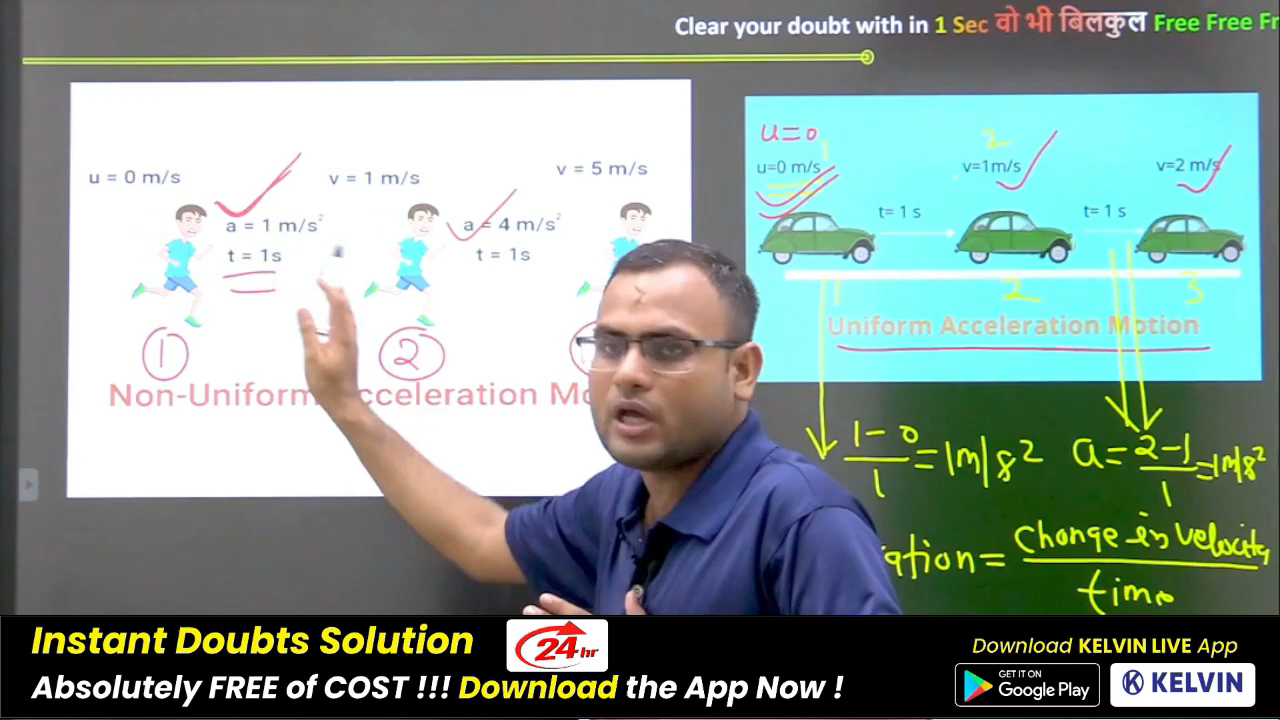 Clear your doubt with in 1 Sec वो भी बिलकुल Free Free Fr
u = 0 m/s
v = 1 m/s
v = 5 m/s
a = 1 m/s²
t = 1s
a = 4 m/s²
t = 1s
1
2
Non-Uniform Acceleration Mo
u=0
1
2
u=0 m/s
v=1m/s
v=2 m/s
t= 1 s
t= 1 s
1
2
3
Uniform Acceleration Motion
1-0/1 = 1m/s²
a = 2-1/1 = 1m/s²
ation = change in velocity/time
Instant Doubts Solution
24hr
Absolutely FREE of COST !!! Download the App Now !
Download KELVIN LIVE App
GET IT ON
Google Play
KELVIN